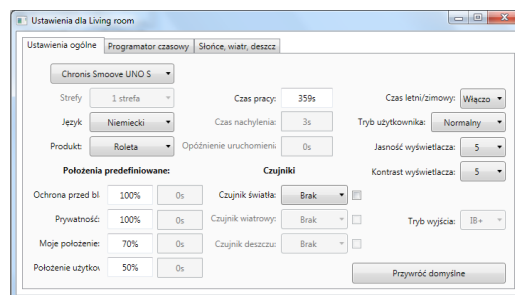 Ustawienia dla Living room
Ustawienia ogólne Programator czasowy Słońce, wiatr, deszcz
Chronis Smoove UNO S
Strefy 1 strefa Czas pracy: 359s Czas letni/zimowy: Włączo
Język Niemiecki Czas nachylenia: 3s Tryb użytkownika: Normalny
Produkt: Roleta Opóźnienie uruchomieni 0s Jasność wyświetlacza: 5
Położenia predefiniowane: Czujniki Kontrast wyświetlacza: 5
Ochrona przed bl 100% 0s Czujnik światła: Brak
Prywatność: 100% 0s Czujnik wiatrowy: Brak Tryb wyjścia: IB+
Moje położenie: 70% 0s Czujnik deszczu: Brak
Położenie użytkov 50% 0s Przywróć domyślne